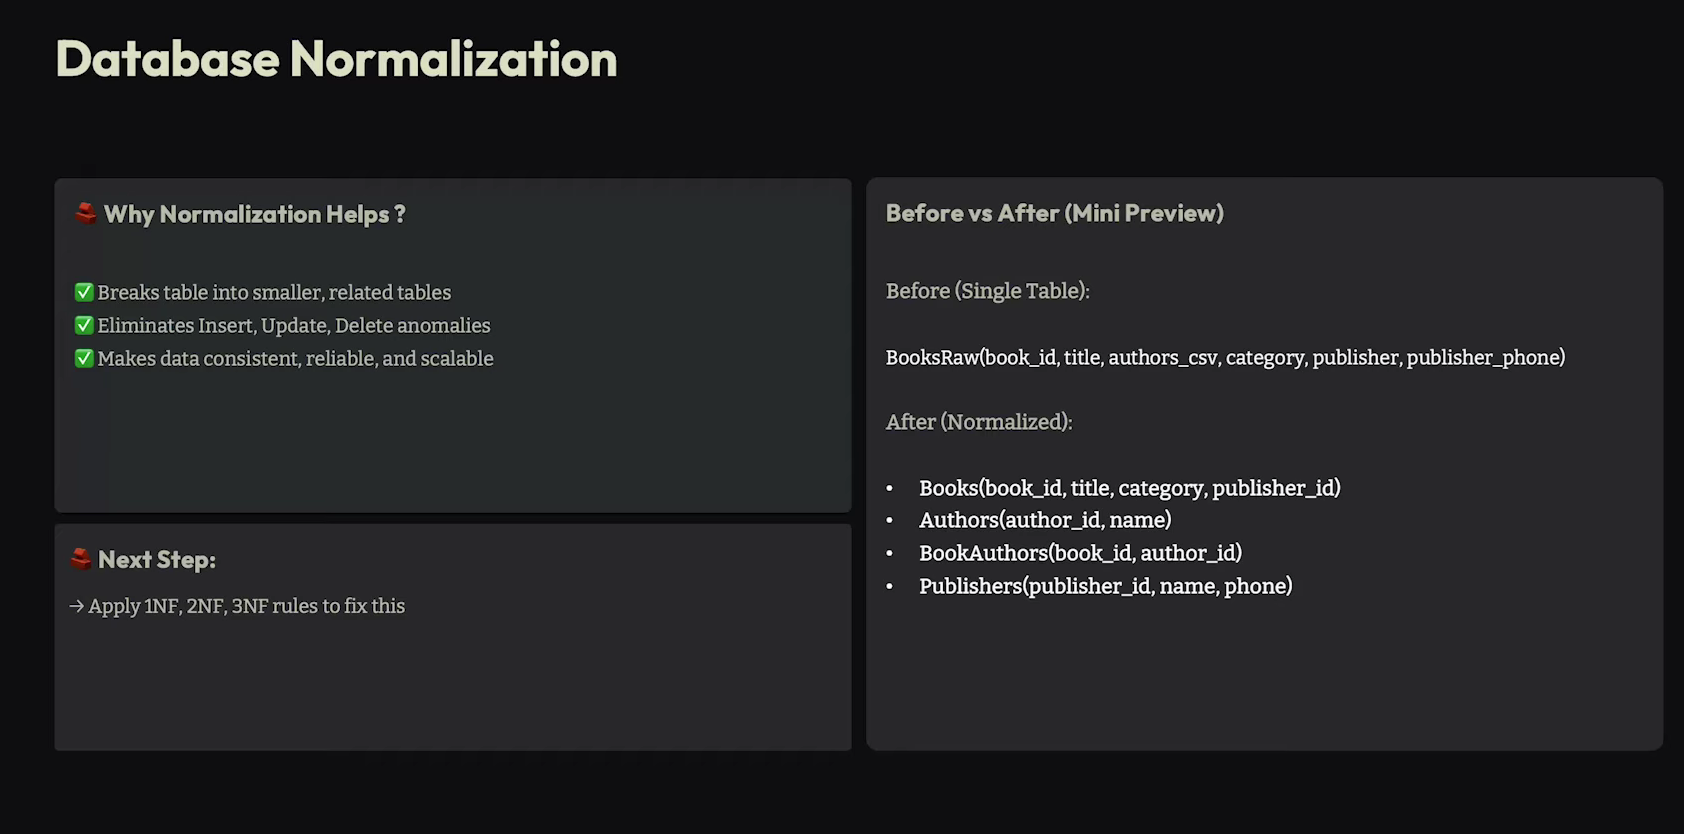 Database Normalization
Why Normalization Helps ?
✅ Breaks table into smaller, related tables
✅ Eliminates Insert, Update, Delete anomalies
✅ Makes data consistent, reliable, and scalable
Next Step:
→ Apply 1NF, 2NF, 3NF rules to fix this
Before vs After (Mini Preview)
Before (Single Table):
BooksRaw(book_id, title, authors_csv, category, publisher, publisher_phone)
After (Normalized):
• Books(book_id, title, category, publisher_id)
• Authors(author_id, name)
• BookAuthors(book_id, author_id)
• Publishers(publisher_id, name, phone)